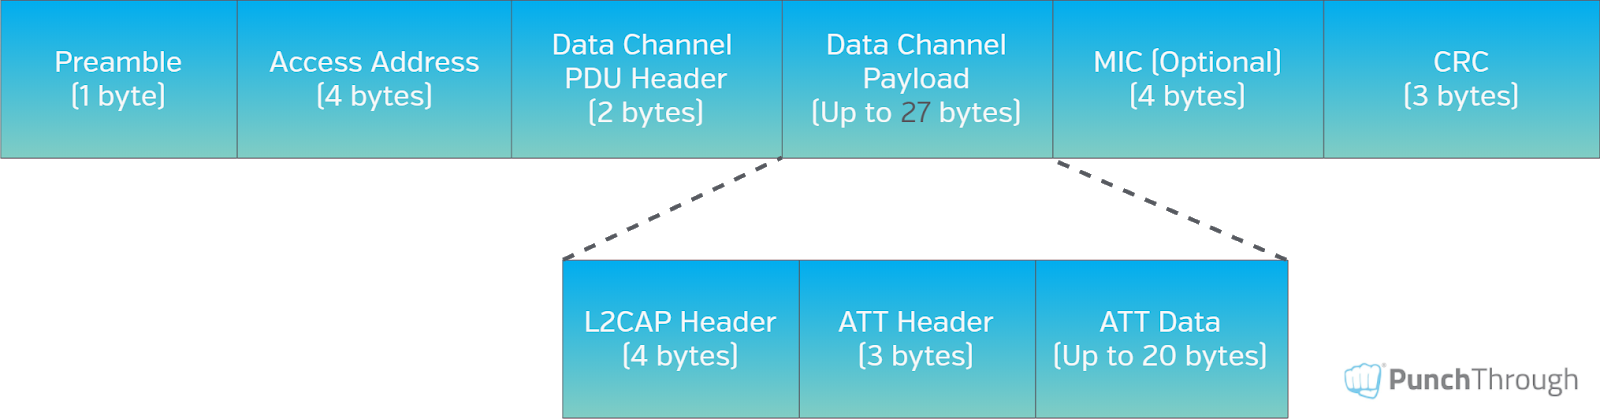 Preamble
(1 byte)
Access Address
(4 bytes)
Data Channel
PDU Header
(2 bytes)
Data Channel
Payload
(Up to 27 bytes)
MIC (Optional)
(4 bytes)
CRC
(3 bytes)
L2CAP Header
(4 bytes)
ATT Header
(3 bytes)
ATT Data
(Up to 20 bytes)
PunchThrough